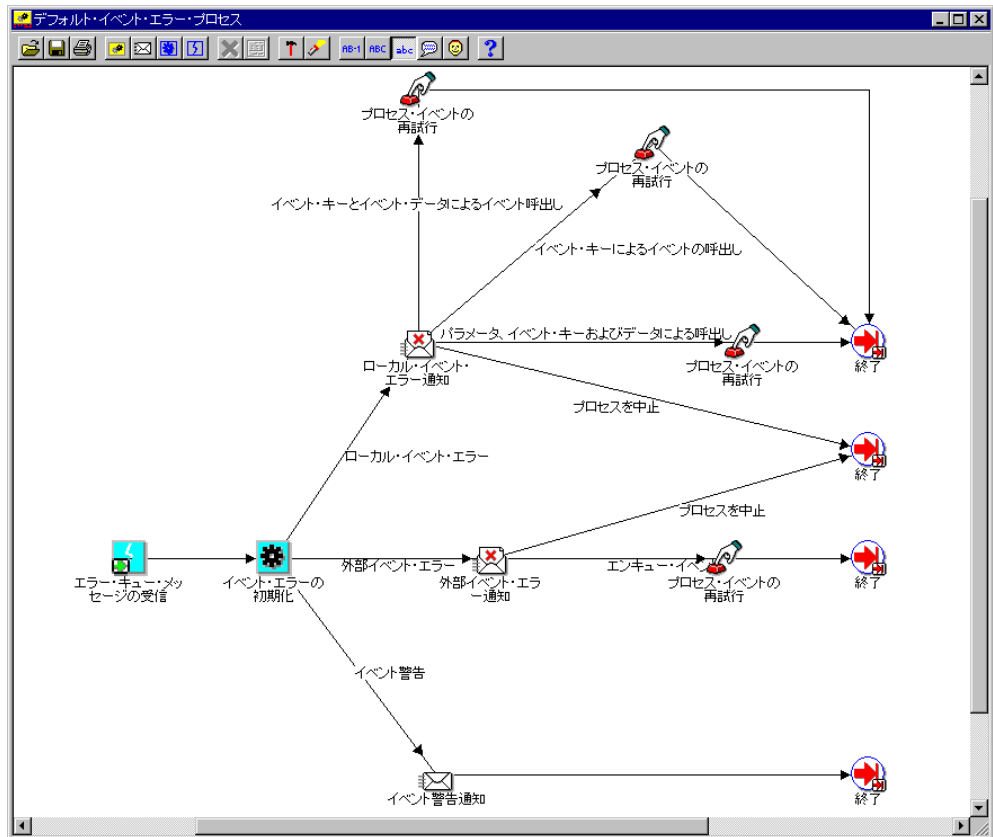 デフォルト・イベント・エラー・プロセス
AB-1 ABC abc ?
プロセス・イベントの
再試行
プロセス・イベントの
再試行
イベント・キーとイベント・データによるイベント呼出し
イベント・キーによるイベントの呼出し
パラメータ、イベント・キーおよびデータによる呼出し
ローカル・イベント・
エラー通知
プロセス・イベントの
再試行
終了
プロセスを中止
ローカル・イベント・エラー
終了
プロセスを中止
エラー・キュー・メッ
セージの受信
イベント・エラーの
初期化
外部イベント・エラー
外部イベント・エラ
ー通知
エンキュー・イベ
プロセス・イベントの
再試行
終了
イベント警告
イベント警告通知
終了